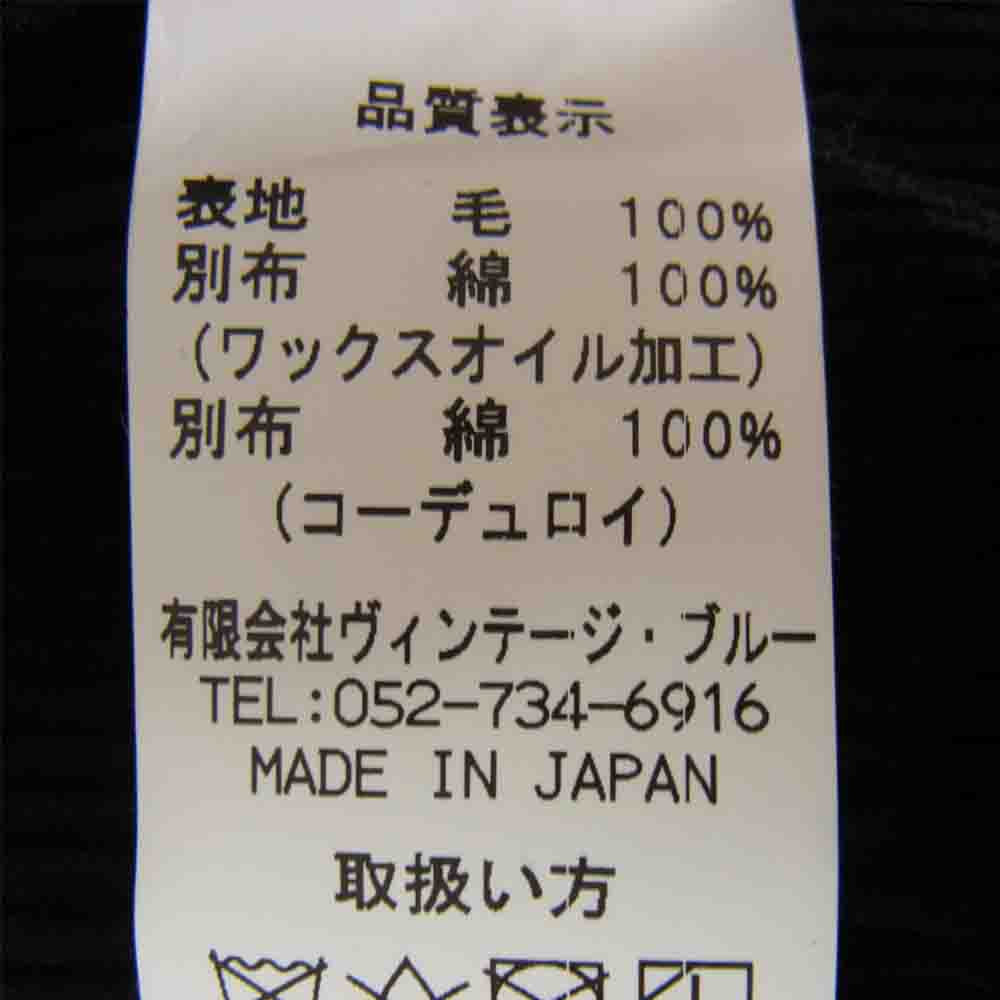 品質表示
表地 毛 100%
別布 綿 100%
(ワックスオイル加工)
別布 綿 100%
(コーデュロイ)
有限会社ヴィンテージ・ブルー
TEL:052-734-6916
MADE IN JAPAN
取扱い方